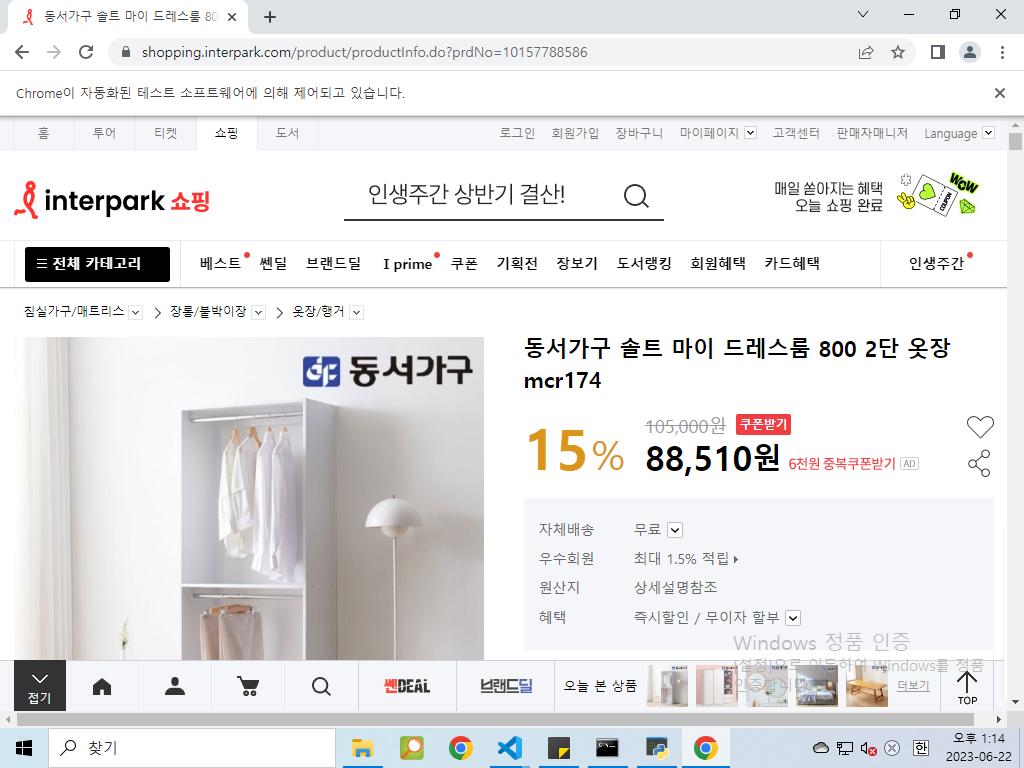 동서가구 솔트 마이 드레스룸 80
shopping.interpark.com/product/productInfo.do?prdNo=10157788586
Chrome이 자동화된 테스트 소프트웨어에 의해 제어되고 있습니다.
홈 투어 티켓 쇼핑 도서 로그인 회원가입 장바구니 마이페이지 고객센터 판매자매니저 Language
interpark 쇼핑 인생주간 상반기 결산! 매일 쏟아지는 혜택
오늘 쇼핑 완료
WOW
COUPON
전체 카테고리 베스트 쎈딜 브랜드딜 I prime 쿠폰 기획전 장보기 도서랭킹 회원혜택 카드혜택 인생주간
침실가구/매트리스 장롱/붙박이장 옷장/행거
동서가구
동서가구 솔트 마이 드레스룸 800 2단 옷장
mcr174
15% 105,000원 쿠폰받기
88,510원 6천원 중복쿠폰받기 AD
자체배송 무료
우수회원 최대 1.5% 적립
원산지 상세설명참조
혜택 즉시할인 / 무이자 할부
Windows 정품 인증
[설정]으로 이동하여 Windows를 정품
인증합니다.
접기 쎈DEAL 브랜드딜 오늘 본 상품 더보기 TOP
찾기
한
오후 1:14
2023-06-22